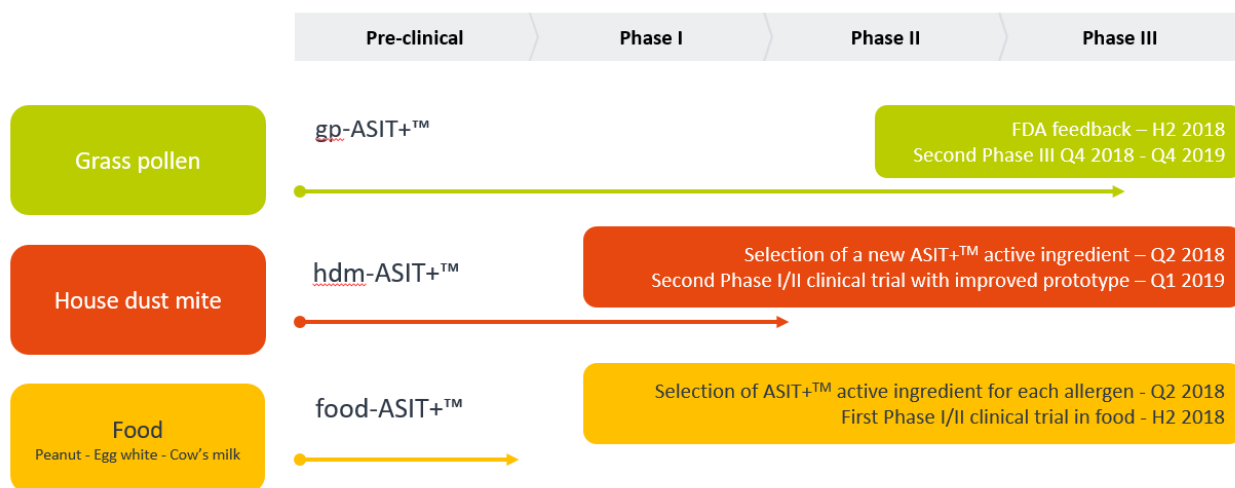 Pre-clinical
Phase I
Phase II
Phase III
Grass pollen
gp-ASIT+™
FDA feedback – H2 2018
Second Phase III Q4 2018 - Q4 2019
House dust mite
hdm-ASIT+™
Selection of a new ASIT+™ active ingredient – Q2 2018
Second Phase I/II clinical trial with improved prototype – Q1 2019
Food
Peanut - Egg white - Cow's milk
food-ASIT+™
Selection of ASIT+™ active ingredient for each allergen - Q2 2018
First Phase I/II clinical trial in food - H2 2018